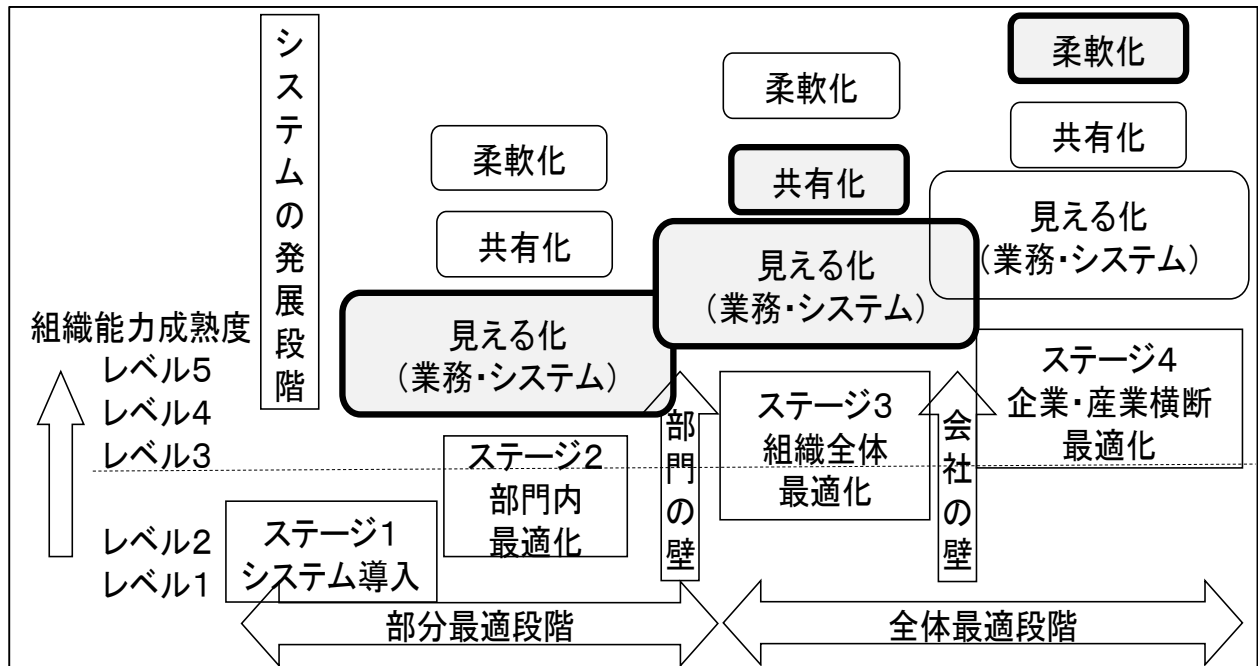 システムの発展段階
柔軟化
共有化
見える化
(業務・システム)
柔軟化
共有化
見える化
(業務・システム)
柔軟化
共有化
見える化
(業務・システム)
組織能力成熟度
レベル5
レベル4
レベル3
レベル2
レベル1
ステージ1
システム導入
ステージ2
部門内
最適化
部門の壁
ステージ3
組織全体
最適化
会社の壁
ステージ4
企業・産業横断
最適化
部分最適段階
全体最適段階